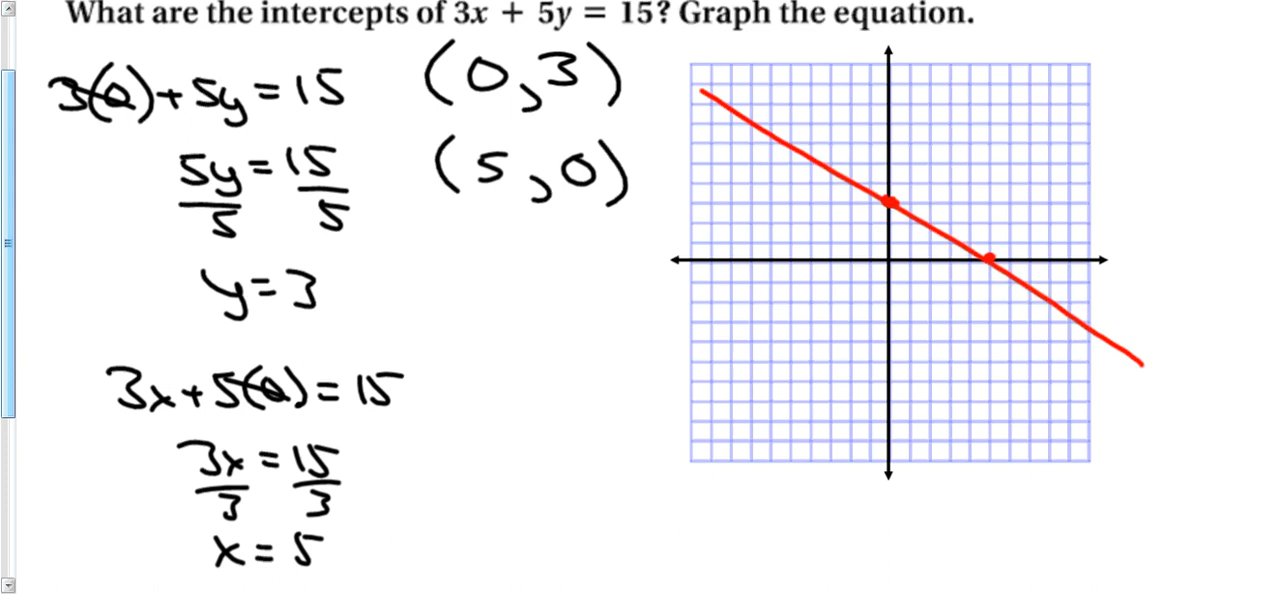 What are the intercepts of 3x + 5y = 15? Graph the equation.
3(0) + 5y = 15
5y = 15
5 5
y = 3
3x + 5(0) = 15
3x = 15
3 3
x = 5
(0,3)
(5,0)